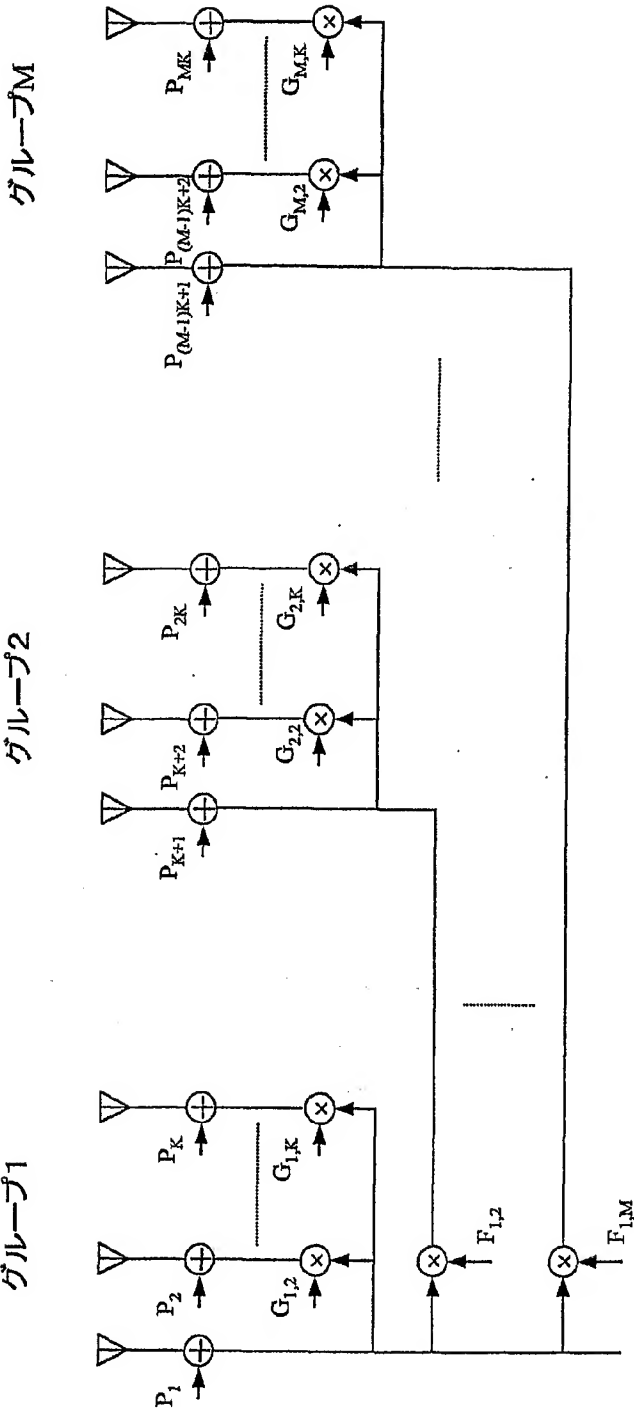 グループ1
グループ2
グループM
P_1
P_2
P_K
G_{1,2}
G_{1,K}
P_{K+1}
P_{K+2}
P_{2K}
G_{2,2}
G_{2,K}
P_{(M-1)K+1}
P_{(M-1)K+2}
P_{MK}
G_{M,2}
G_{M,K}
F_{1,2}
F_{1,M}